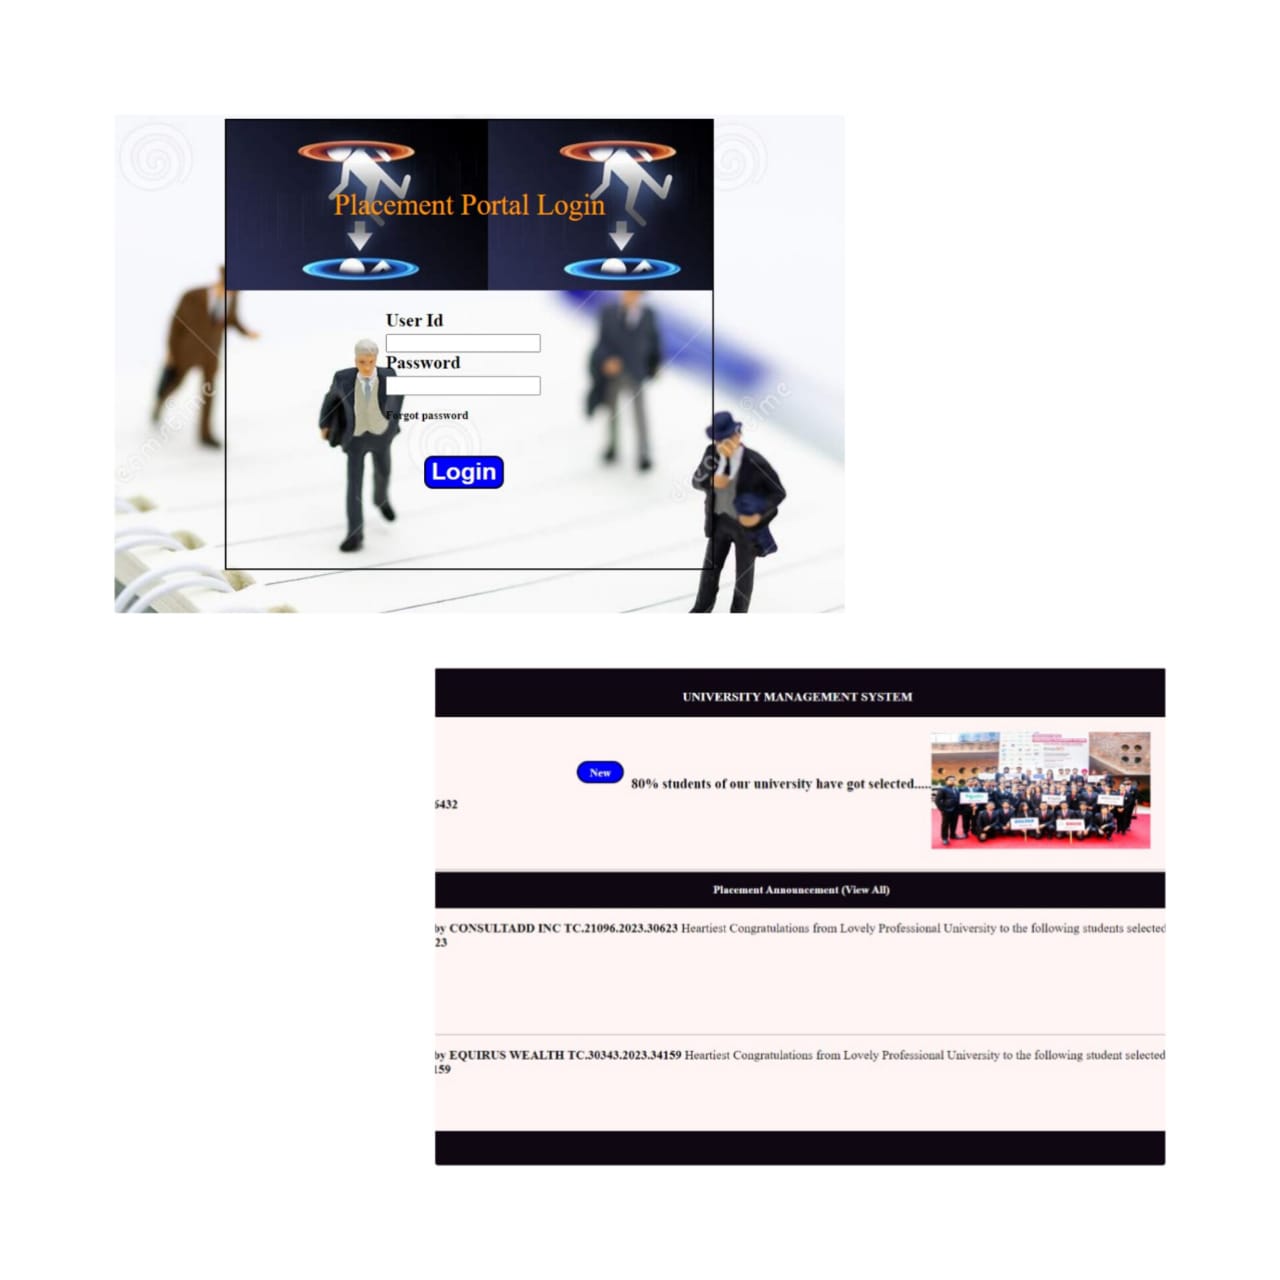 Placement Portal Login
User Id
Password
Forgot password
Login
dreamstime
dreamstime
UNIVERSITY MANAGEMENT SYSTEM
New
80% students of our university have got selected.....
6432
Placement Announcement (View All)
by CONSULTADD INC TC.21096.2023.30623 Heartiest Congratulations from Lovely Professional University to the following students selected
23
by EQUIRUS WEALTH TC.30343.2023.34159 Heartiest Congratulations from Lovely Professional University to the following student selected
159